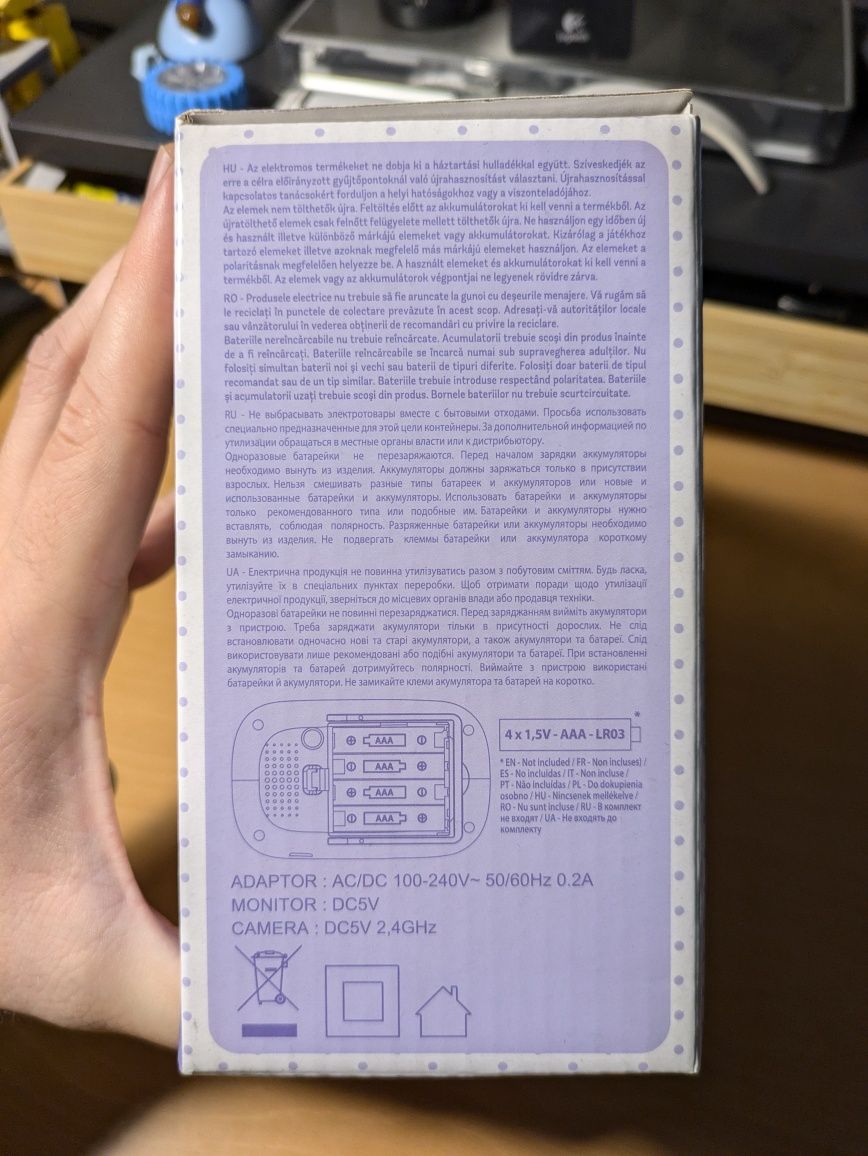 HU - Az elektromos termékeket ne dobja ki a háztartási hulladékkal együtt. Szíveskedjék az
erre a célra előirányzott gyűjtőpontoknál való újrahasznosítást választani. Újrahasznosítással
kapcsolatos tanácsokért forduljon a helyi hatóságokhoz vagy a viszonteladójához.
Az elemek nem tölthetők újra. Feltöltés előtt az akkumulátorokat ki kell venni a termékből. Az
újratölthető elemek csak felnőtt felügyelete mellett tölthetők újra. Ne használjon egy időben új
és használt illetve különböző márkájú elemeket vagy akkumulátorokat. Kizárólag a játékhoz
tartozó elemeket illetve azoknak megfelelő más márkájú elemeket használjon. Az elemeket a
polaritásnak megfelelően helyezze be. A használt elemeket és akkumulátorokat ki kell venni a
termékből. Az elemek vagy az akkumulátorok végpontjai ne legyenek rövidre zárva.
RO - Produsele electrice nu trebuie să fie aruncate la gunoi cu deșeurile menajere. Vă rugăm să
le reciclați în punctele de colectare prevăzute în acest scop. Adresați-vă autorităților locale
sau vânzătorului în vederea obținerii de recomandări cu privire la reciclare.
Bateriile nereîncărcabile nu trebuie reîncărcate. Acumulatorii trebuie scoși din produs înainte
de a fi reîncărcați. Bateriile reîncărcabile se încarcă numai sub supravegherea adulților. Nu
folosiți simultan baterii noi și vechi sau baterii de tipuri diferite. Folosiți doar baterii de tipul
recomandat sau de un tip similar. Bateriile trebuie introduse respectând polaritatea. Bateriile
și acumulatorii uzați trebuie scoși din produs. Bornele bateriilor nu trebuie scurtcircuitate.
RU - Не выбрасывать электротовары вместе с бытовыми отходами. Просьба использовать
специально предназначенные для этой цели контейнеры. За дополнительной информацией по
утилизации обращаться в местные органы власти или к дистрибьютору.
Одноразовые батарейки не перезаряжаются. Перед началом зарядки аккумуляторы
необходимо вынуть из изделия. Аккумуляторы должны заряжаться только в присутствии
взрослых. Нельзя смешивать разные типы батареек и аккумуляторов или новые и
использованные батарейки и аккумуляторы. Использовать батарейки и аккумуляторы
только рекомендованного типа или подобные им. Батарейки и аккумуляторы нужно
вставлять, соблюдая полярность. Разряженные батарейки или аккумуляторы необходимо
вынуть из изделия. Не подвергать клеммы батарейки или аккумулятора короткому
замыканию.
UA - Електрична продукція не повинна утилізуватись разом з побутовим сміттям. Будь ласка,
утилізуйте їх в спеціальних пунктах переробки. Щоб отримати поради щодо утилізації
електричної продукції, зверніться до місцевих органів влади або продавця техніки.
Одноразові батарейки не повинні перезаряджатися. Перед заряджанням вийміть акумулятори
з пристрою. Треба заряджати акумулятори тільки в присутності дорослих. Не слід
встановлювати одночасно нові та старі акумулятори, а також акумулятори та батареї. Слід
використовувати лише рекомендовані або подібні акумулятори та батареї. При встановленні
акумуляторів та батарей дотримуйтесь полярності. Виймайте з пристрою використані
батарейки й акумулятори. Не замикайте клеми акумулятора та батарей на коротко.
AAA
AAA
AAA
AAA
4 x 1,5V - AAA - LR03 *
* EN - Not included / FR - Non incluses) /
ES - No incluidas / IT - Non incluse /
PT - Não Incluídas / PL - Do dokupienia
osobno / HU - Nincsenek mellékelve /
RO - Nu sunt incluse / RU - В комплект
не входят / UA - Не входять до
комплекту
ADAPTOR : AC/DC 100-240V~ 50/60Hz 0.2A
MONITOR : DC5V
CAMERA : DC5V 2,4GHz